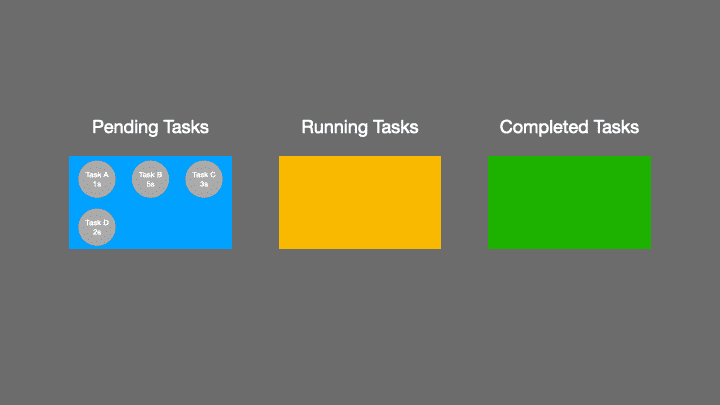 Pending Tasks
Running Tasks
Completed Tasks
Task A
1s
Task B
5s
Task C
3s
Task D
2s